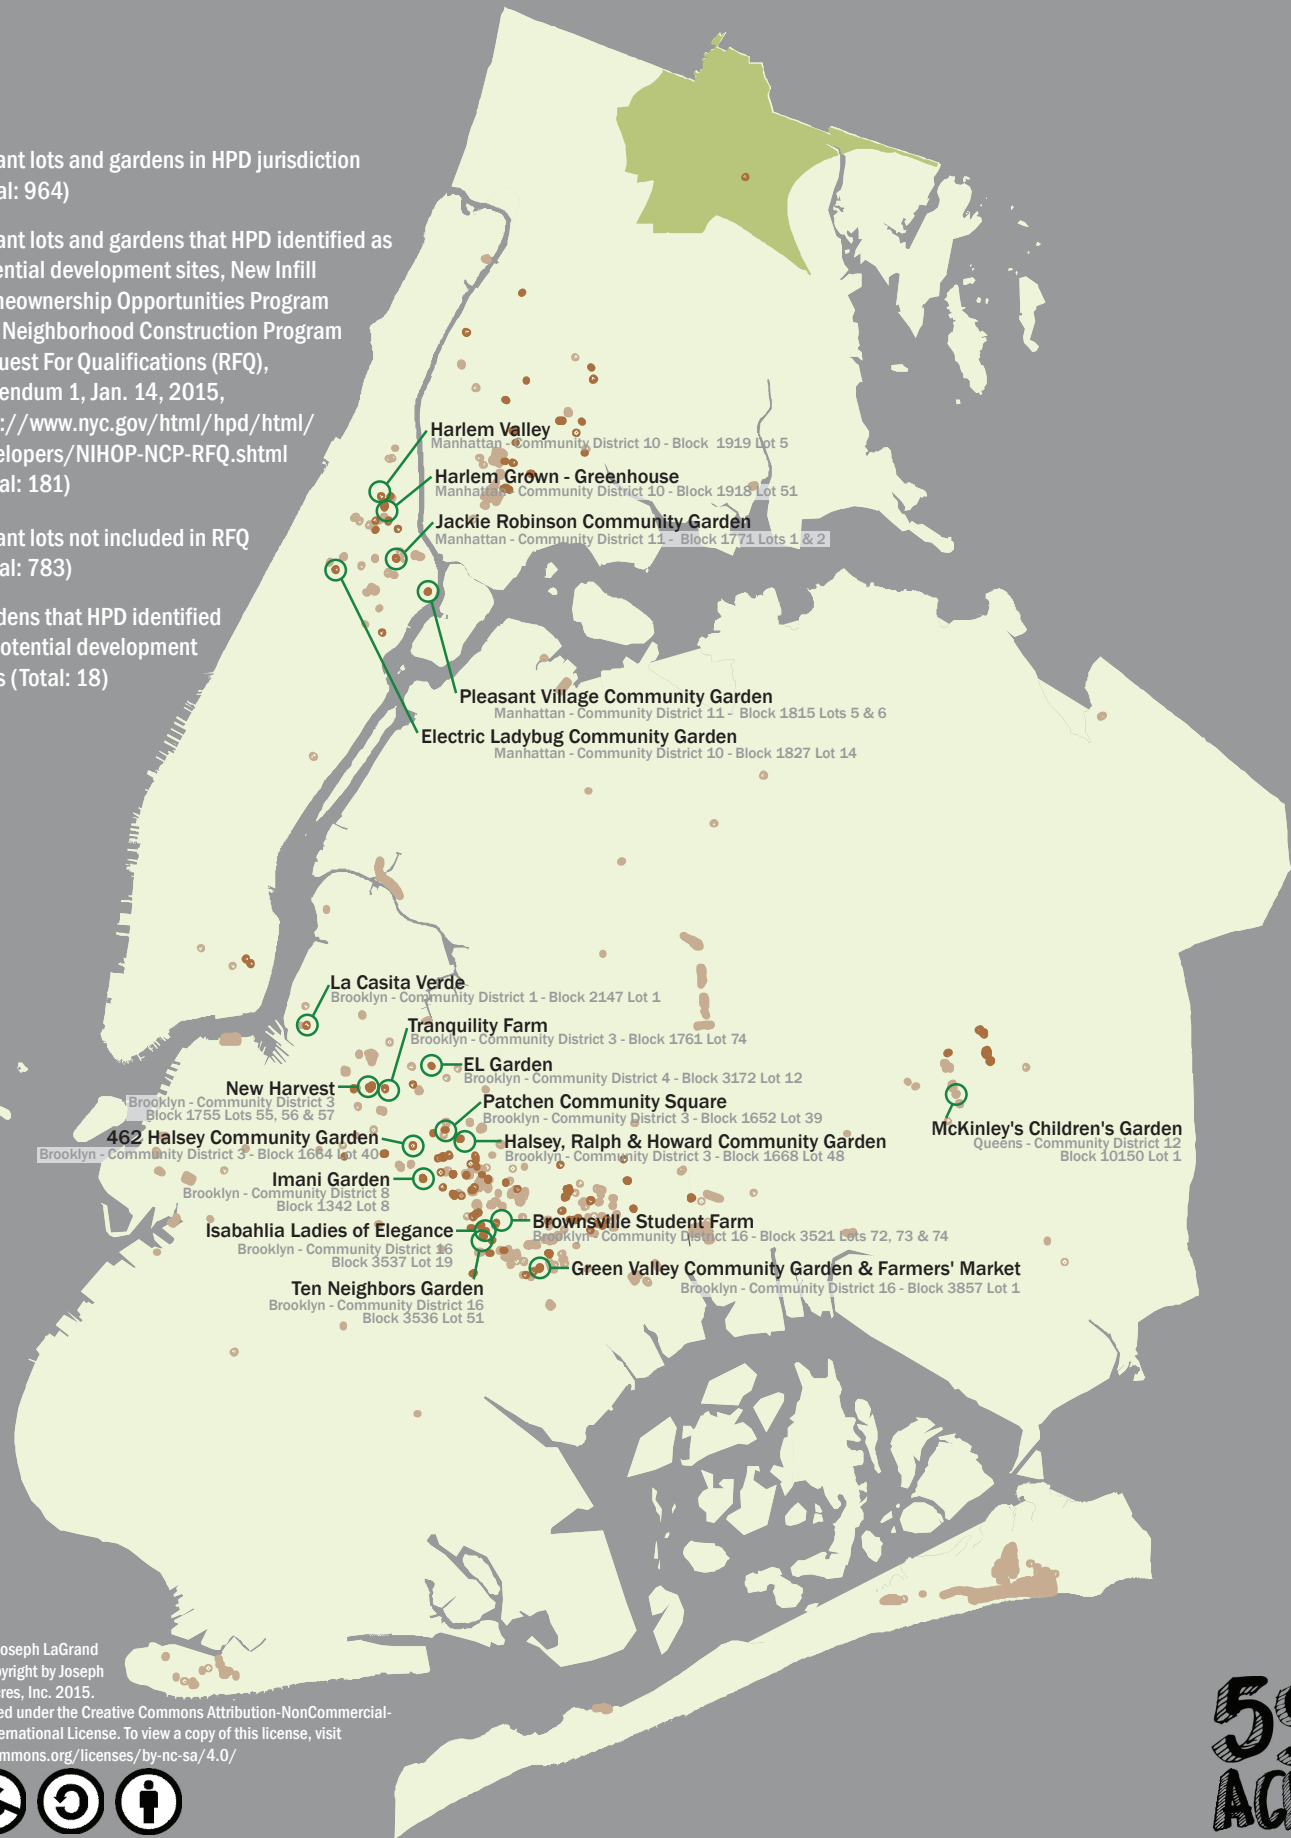 ant lots and gardens in HPD jurisdiction
al: 964)
ant lots and gardens that HPD identified as
ential development sites, New Infill
neownership Opportunities Program
Neighborhood Construction Program
uest For Qualifications (RFQ),
endum 1, Jan. 14, 2015,
://www.nyc.gov/html/hpd/html/
elopers/NIHOP-NCP-RFQ.shtml
al: 181)
ant lots not included in RFQ
al: 783)
dens that HPD identified
otential development
s (Total: 18)
Harlem Valley
Manhattan - Community District 10 - Block 1919 Lot 5
Harlem Grown - Greenhouse
Manhattan - Community District 10 - Block 1918 Lot 51
Jackie Robinson Community Garden
Manhattan - Community District 11 - Block 1771 Lots 1 & 2
Pleasant Village Community Garden
Manhattan - Community District 11 - Block 1815 Lots 5 & 6
Electric Ladybug Community Garden
Manhattan - Community District 10 - Block 1827 Lot 14
La Casita Verde
Brooklyn - Community District 1 - Block 2147 Lot 1
Tranquility Farm
Brooklyn - Community District 3 - Block 1761 Lot 74
EL Garden
Brooklyn - Community District 4 - Block 3172 Lot 12
New Harvest
Brooklyn - Community District 3
Block 1755 Lots 55, 56 & 57
Patchen Community Square
Brooklyn - Community District 3 - Block 1652 Lot 39
McKinley's Children's Garden
Queens - Community District 12
Block 10150 Lot 1
462 Halsey Community Garden
Brooklyn - Community District 3 - Block 1664 Lot 40
Halsey, Ralph & Howard Community Garden
Brooklyn - Community District 3 - Block 1668 Lot 48
Imani Garden
Brooklyn - Community District 8
Block 1342 Lot 8
Isabahlia Ladies of Elegance
Brooklyn - Community District 16
Block 3537 Lot 19
Brownsville Student Farm
Brooklyn - Community District 16 - Block 3521 Lots 72, 73 & 74
Green Valley Community Garden & Farmers' Market
Brooklyn - Community District 16 - Block 3857 Lot 1
Ten Neighbors Garden
Brooklyn - Community District 16
Block 3536 Lot 51
oseph LaGrand
yright by Joseph
cres, Inc. 2015.
ed under the Creative Commons Attribution-NonCommercial-
ernational License. To view a copy of this license, visit
mmons.org/licenses/by-nc-sa/4.0/
59
AC